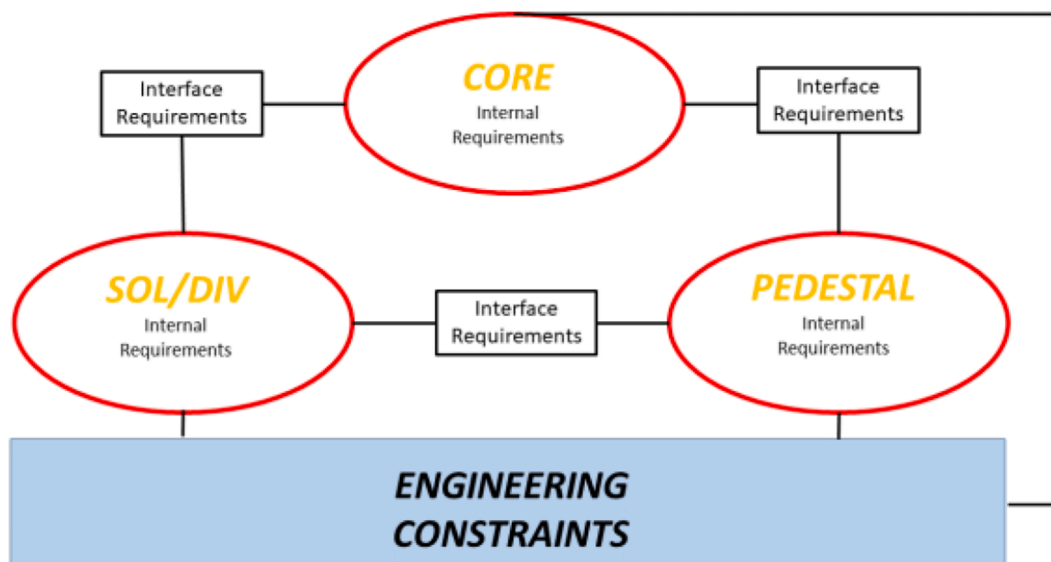 CORE
Internal
Requirements
Interface
Requirements
Interface
Requirements
SOL/DIV
Internal
Requirements
Interface
Requirements
PEDESTAL
Internal
Requirements
ENGINEERING
CONSTRAINTS